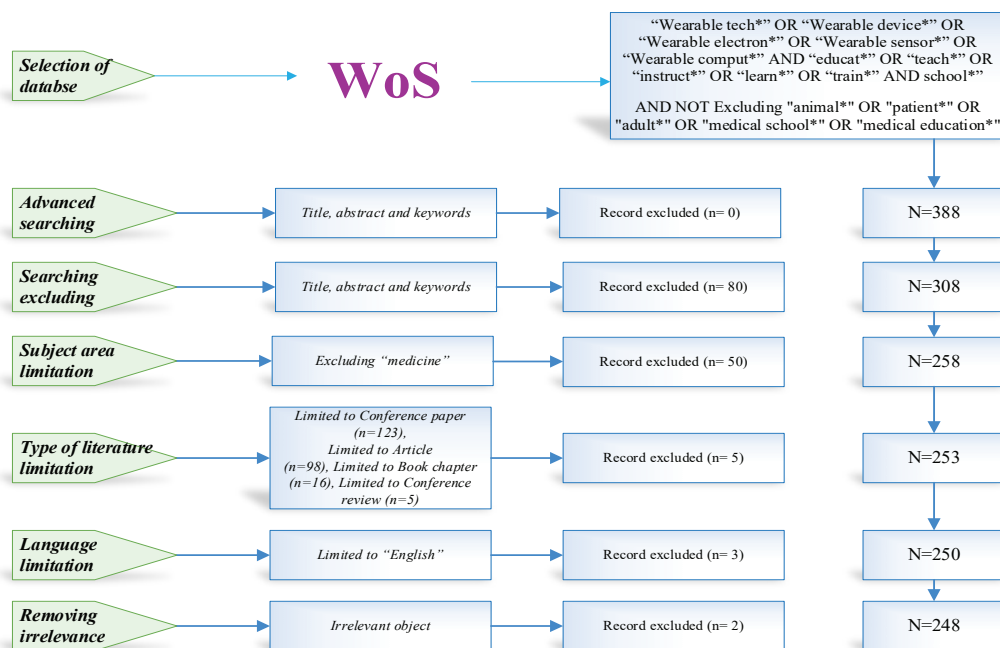 Selection of
databse
WoS
“Wearable tech*” OR “Wearable device*” OR
“Wearable electron*” OR “Wearable sensor*” OR
“Wearable comput*” AND “educat*” OR “teach*” OR
“instruct*” OR “learn*” OR “train*” AND school*”
AND NOT Excluding "animal*" OR "patient*" OR
"adult*" OR "medical school*" OR "medical education*"
Advanced
searching
Title, abstract and keywords
Record excluded (n= 0)
N=388
Searching
excluding
Title, abstract and keywords
Record excluded (n= 80)
N=308
Subject area
limitation
Excluding “medicine”
Record excluded (n= 50)
N=258
Type of literature
limitation
Limited to Conference paper
(n=123),
Limited to Article
(n=98), Limited to Book chapter
(n=16), Limited to Conference
review (n=5)
Record excluded (n= 5)
N=253
Language
limitation
Limited to “English”
Record excluded (n= 3)
N=250
Removing
irrelevance
Irrelevant object
Record excluded (n= 2)
N=248